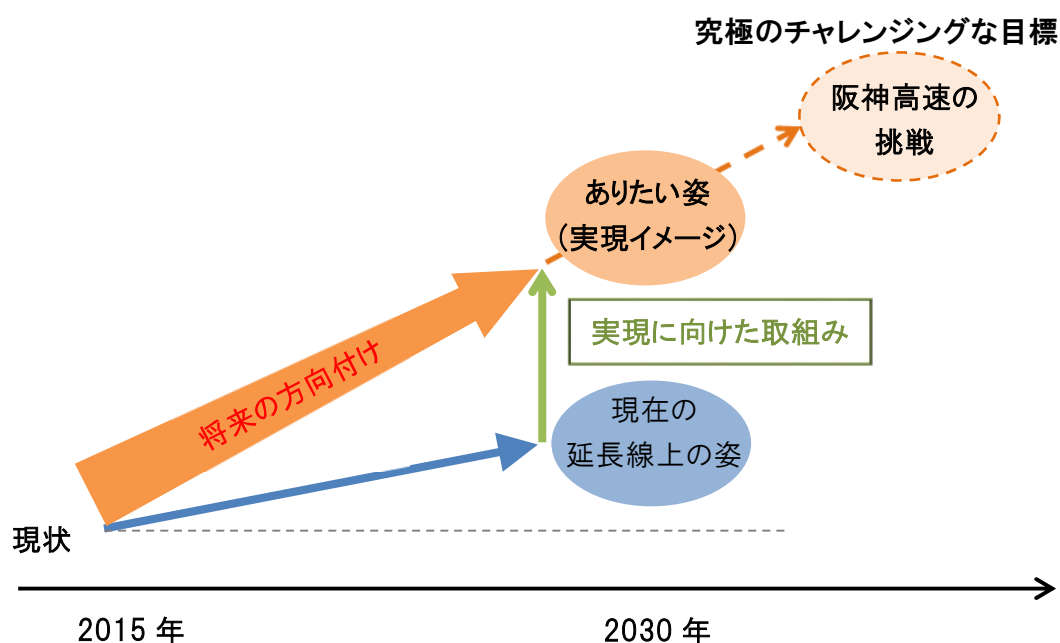 究極のチャレンジングな目標
阪神高速の
挑戦
ありたい姿
(実現イメージ)
実現に向けた取組み
将来の方向付け
現在の
延長線上の姿
現状
2015 年
2030 年